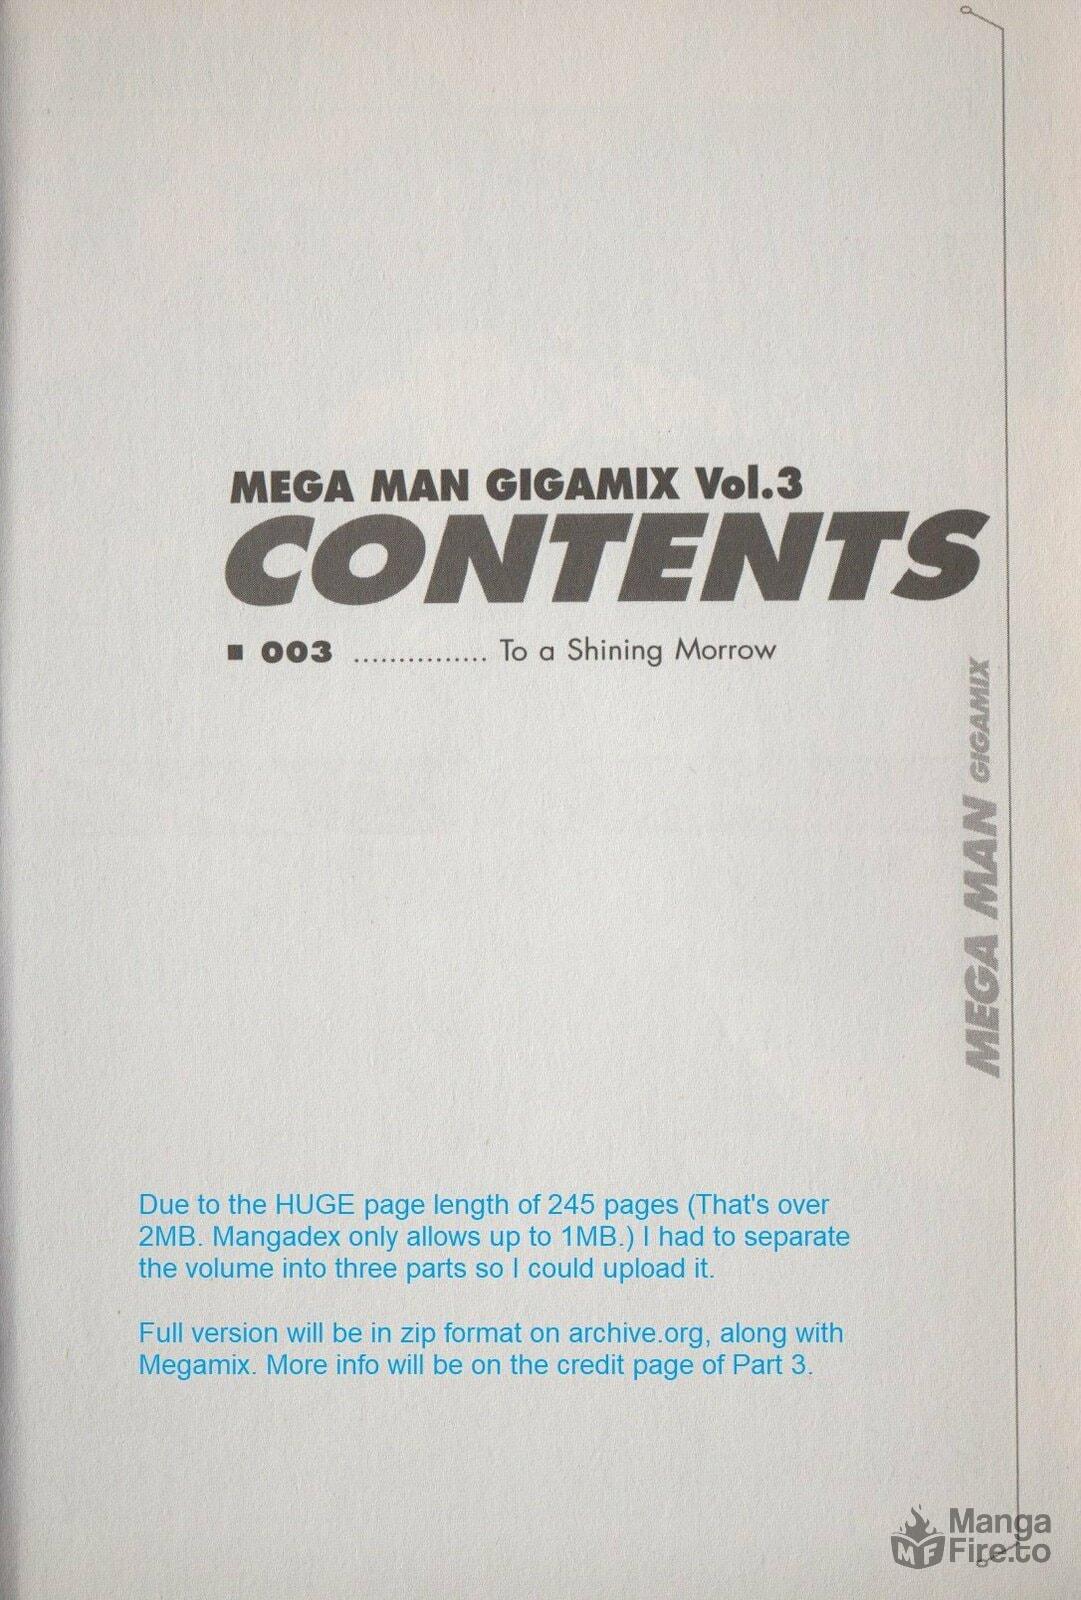 MEGA MAN GIGAMIX Vol.3
CONTENTS
■ 003 ............... To a Shining Morrow
MEGA MAN GIGAMIX
Due to the HUGE page length of 245 pages (That's over
2MB. Mangadex only allows up to 1MB.) I had to separate
the volume into three parts so I could upload it.
Full version will be in zip format on archive.org, along with
Megamix. More info will be on the credit page of Part 3.
MF
Manga
Fire.to